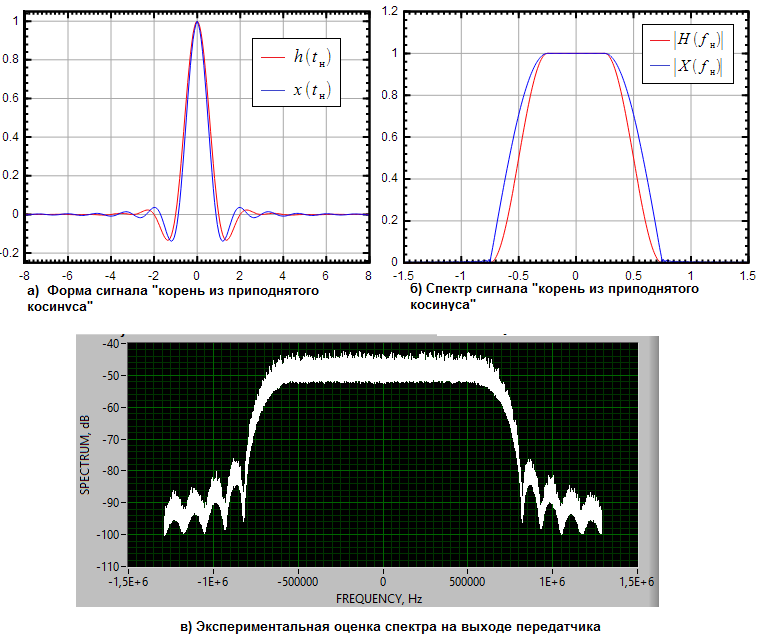 1
0.8
0.6
0.4
0.2
0
-0.2
-8 -6 -4 -2 0 2 4 6 8
h(tн)
x(tн)
а) Форма сигнала "корень из приподнятого
косинуса"
1.2
1
0.8
0.6
0.4
0.2
0
-1.5 -1 -0.5 0 0.5 1 1.5
|H(fн)|
|X(fн)|
б) Спектр сигнала "корень из приподнятого
косинуса"
SPECTRUM, dB
-40
-50
-60
-70
-80
-90
-100
-110
-1,5E+6 -1E+6 -500000 0 500000 1E+6 1,5E+6
FREQUENCY, Hz
в) Экспериментальная оценка спектра на выходе передатчика